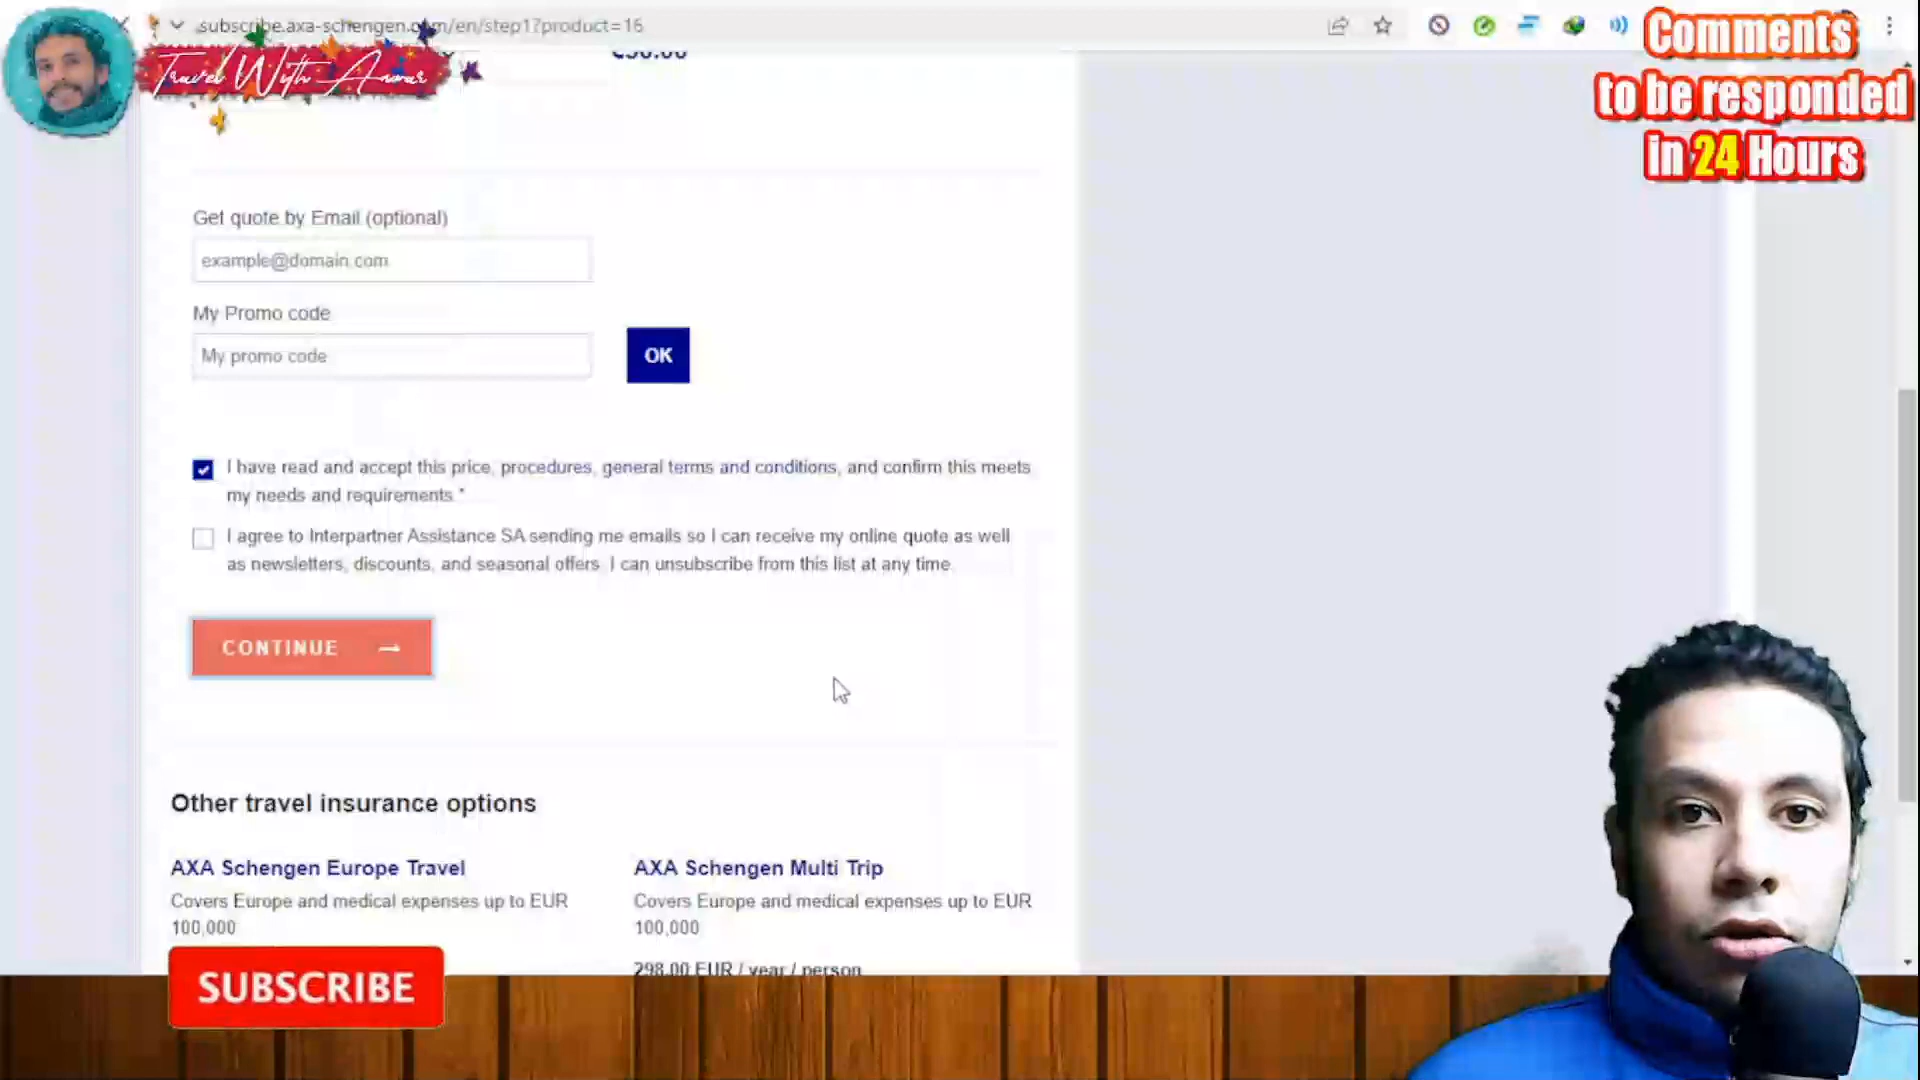 subscribe.axa-schengen.com/en/step1?product=16
Travel With Anwar
Comments
to be responded
in 24 Hours
€50.00
Get quote by Email (optional)
example@domain.com
My Promo code
My promo code
OK
I have read and accept this price, procedures, general terms and conditions, and confirm this meets
my needs and requirements.*
I agree to Interpartner Assistance SA sending me emails so I can receive my online quote as well
as newsletters, discounts, and seasonal offers. I can unsubscribe from this list at any time.
CONTINUE
Other travel insurance options
AXA Schengen Europe Travel
Covers Europe and medical expenses up to EUR
100,000
AXA Schengen Multi Trip
Covers Europe and medical expenses up to EUR
100,000
298.00 EUR / year / person
SUBSCRIBE